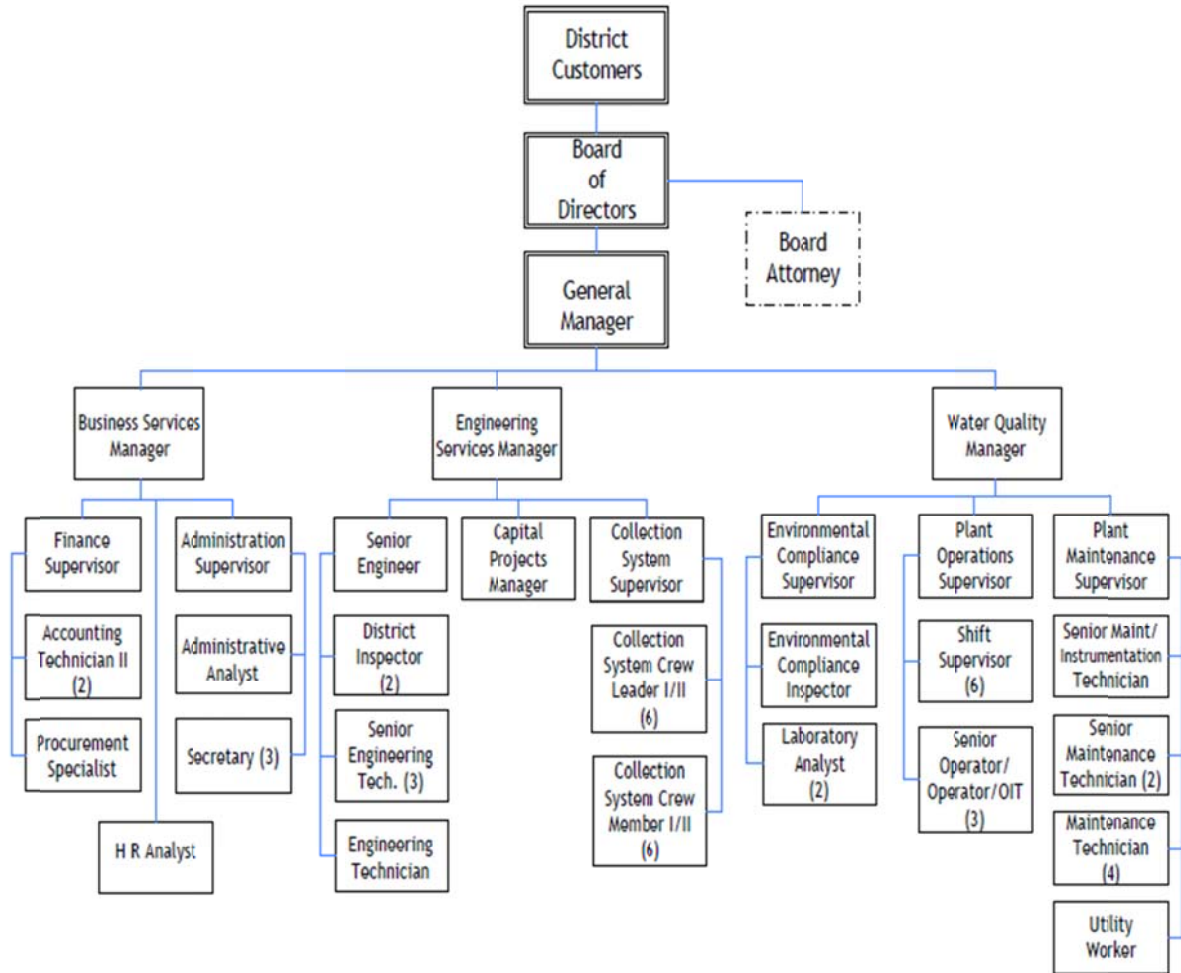 District
Customers
Board
of
Directors
Board
Attorney
General
Manager
Business Services
Manager
Engineering
Services Manager
Water Quality
Manager
Finance
Supervisor
Administration
Supervisor
Senior
Engineer
Capital
Projects
Manager
Collection
System
Supervisor
Environmental
Compliance
Supervisor
Plant
Operations
Supervisor
Plant
Maintenance
Supervisor
Accounting
Technician II
(2)
Administrative
Analyst
District
Inspector
(2)
Collection
System Crew
Leader I/II
(6)
Environmental
Compliance
Inspector
Shift
Supervisor
(6)
Senior Maint/
Instrumentation
Technician
Procurement
Specialist
Secretary (3)
Senior
Engineering
Tech. (3)
Collection
System Crew
Member I/II
(6)
Laboratory
Analyst
(2)
Senior
Operator/
Operator/OIT
(3)
Senior
Maintenance
Technician (2)
H R Analyst
Engineering
Technician
Maintenance
Technician
(4)
Utility
Worker